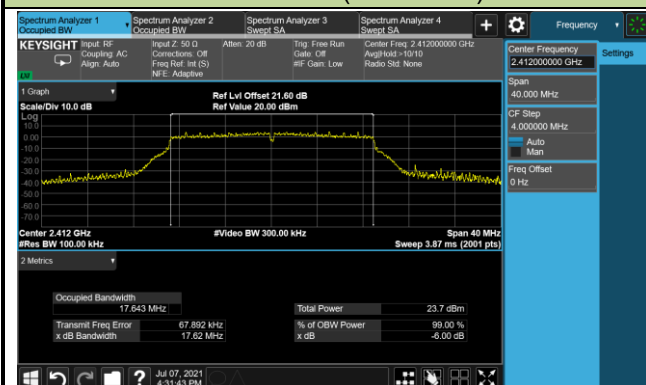 Spectrum Analyzer 1
Occupied BW
Spectrum Analyzer 2
Occupied BW
Spectrum Analyzer 3
Swept SA
Spectrum Analyzer 4
Swept SA
+
Frequency
KEYSIGHT
Input: RF
Coupling: AC
Align: Auto
Input Z: 50 Ω
Corrections: Off
Freq Ref: Int (S)
NFE: Adaptive
Atten: 20 dB
Trig: Free Run
Gate: Off
#IF Gain: Low
Center Freq: 2.412000000 GHz
Avg|Hold:>10/10
Radio Std: None
Center Frequency
2.412000000 GHz
Settings
Span
40.000 MHz
CF Step
4.000000 MHz
Auto
Man
Freq Offset
0 Hz
1 Graph
Scale/Div 10.0 dB
Ref Lvl Offset 21.60 dB
Ref Value 20.00 dBm
Log
10.0
0.00
-10.0
-20.0
-30.0
-40.0
-50.0
-60.0
-70.0
Center 2.412 GHz
#Res BW 100.00 kHz
#Video BW 300.00 kHz
Span 40 MHz
Sweep 3.87 ms (2001 pts)
2 Metrics
Occupied Bandwidth
17.643 MHz
Total Power
23.7 dBm
Transmit Freq Error
67.892 kHz
% of OBW Power
99.00 %
x dB Bandwidth
17.62 MHz
x dB
-6.00 dB
?
Jul 07, 2021
4:31:43 PM